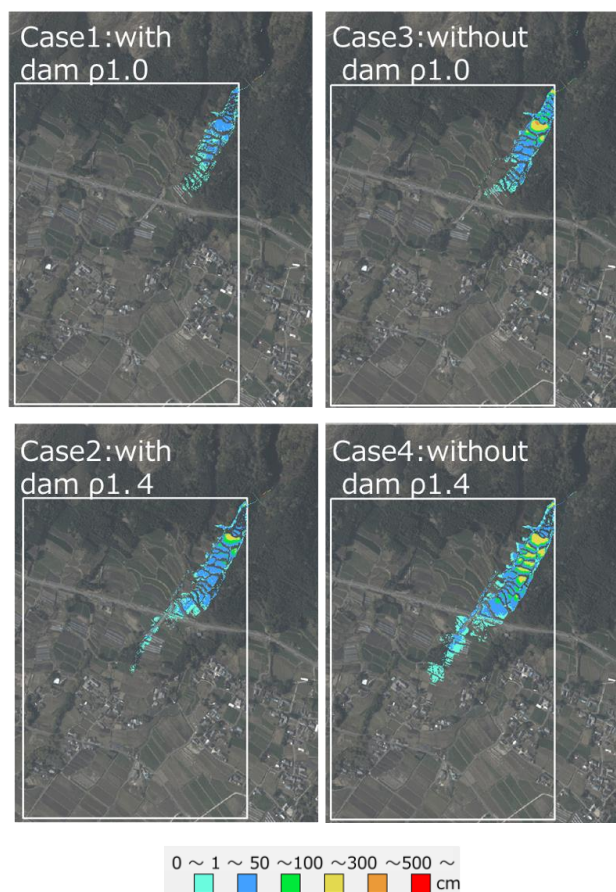 Case1:with
dam ρ1.0
Case3:without
dam ρ1.0
Case2:with
dam ρ1.4
Case4:without
dam ρ1.4
0 ～ 1 ～ 50 ～100 ～300 ～500 ～
cm